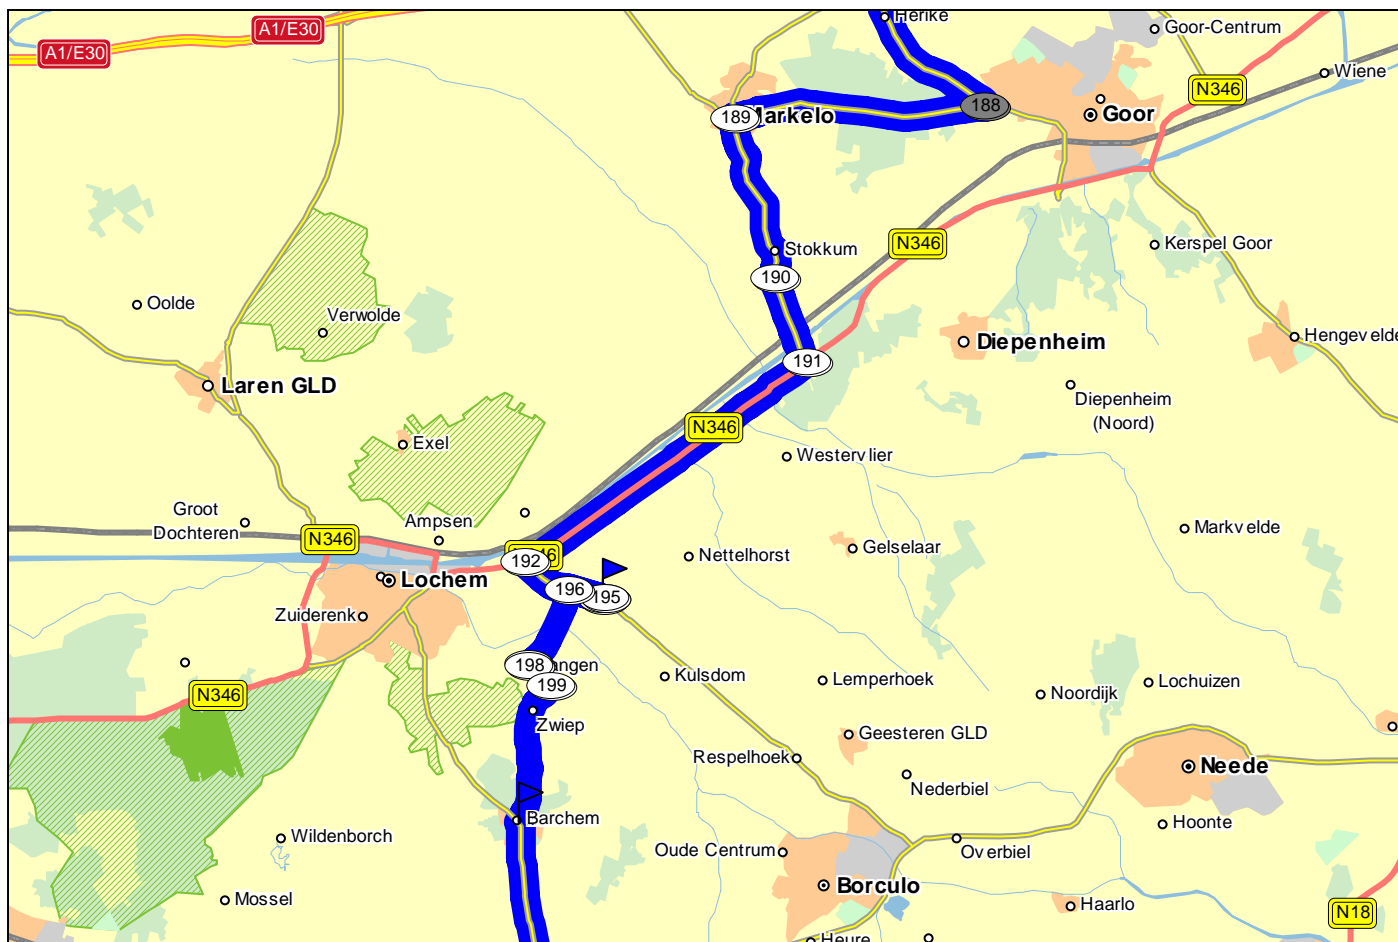 Herike
A1/E30
Goor-Centrum
A1/E30
Wiene
N346
188
Goor
189
Markelo
N346
Kerspel Goor
Stokkum
190
Oolde
Verwolde
Hengevelde
Diepenheim
191
Laren GLD
Diepenheim
(Noord)
N346
Exel
Westervlier
Groot
Dochteren
Ampsen
Markvelde
N346
Gelselaar
Nettelhorst
192
Lochem
196
195
Zuiderenk
198
199
Kulsdom
Lemperhoek
Lochuizen
Noordijk
N346
Zwiep
Geesteren GLD
Respelhoek
Neede
Nederbiel
Barchem
Hoonte
Wildenborch
Oude Centrum
Overbiel
Borculo
Mossel
Haarlo
N18
Heure